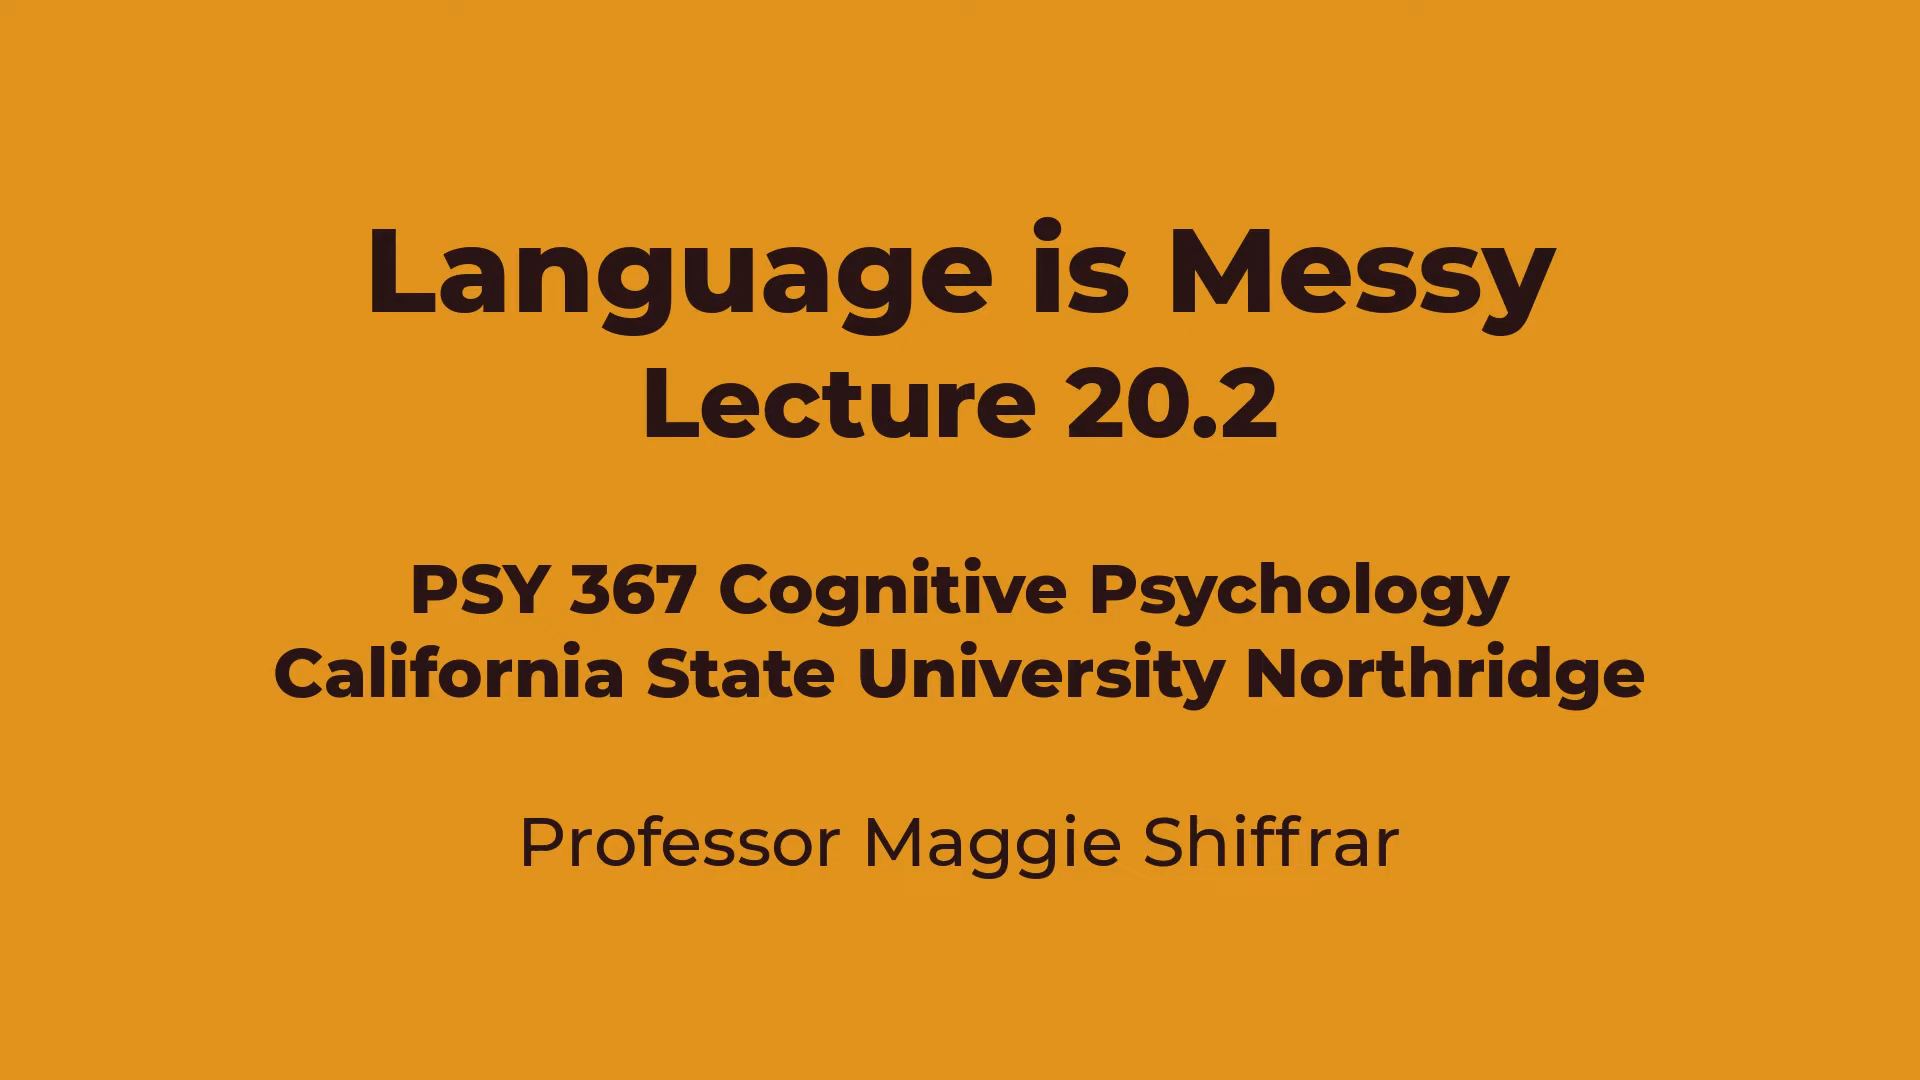 Language is Messy
Lecture 20.2
PSY 367 Cognitive Psychology
California State University Northridge
Professor Maggie Shiffrar